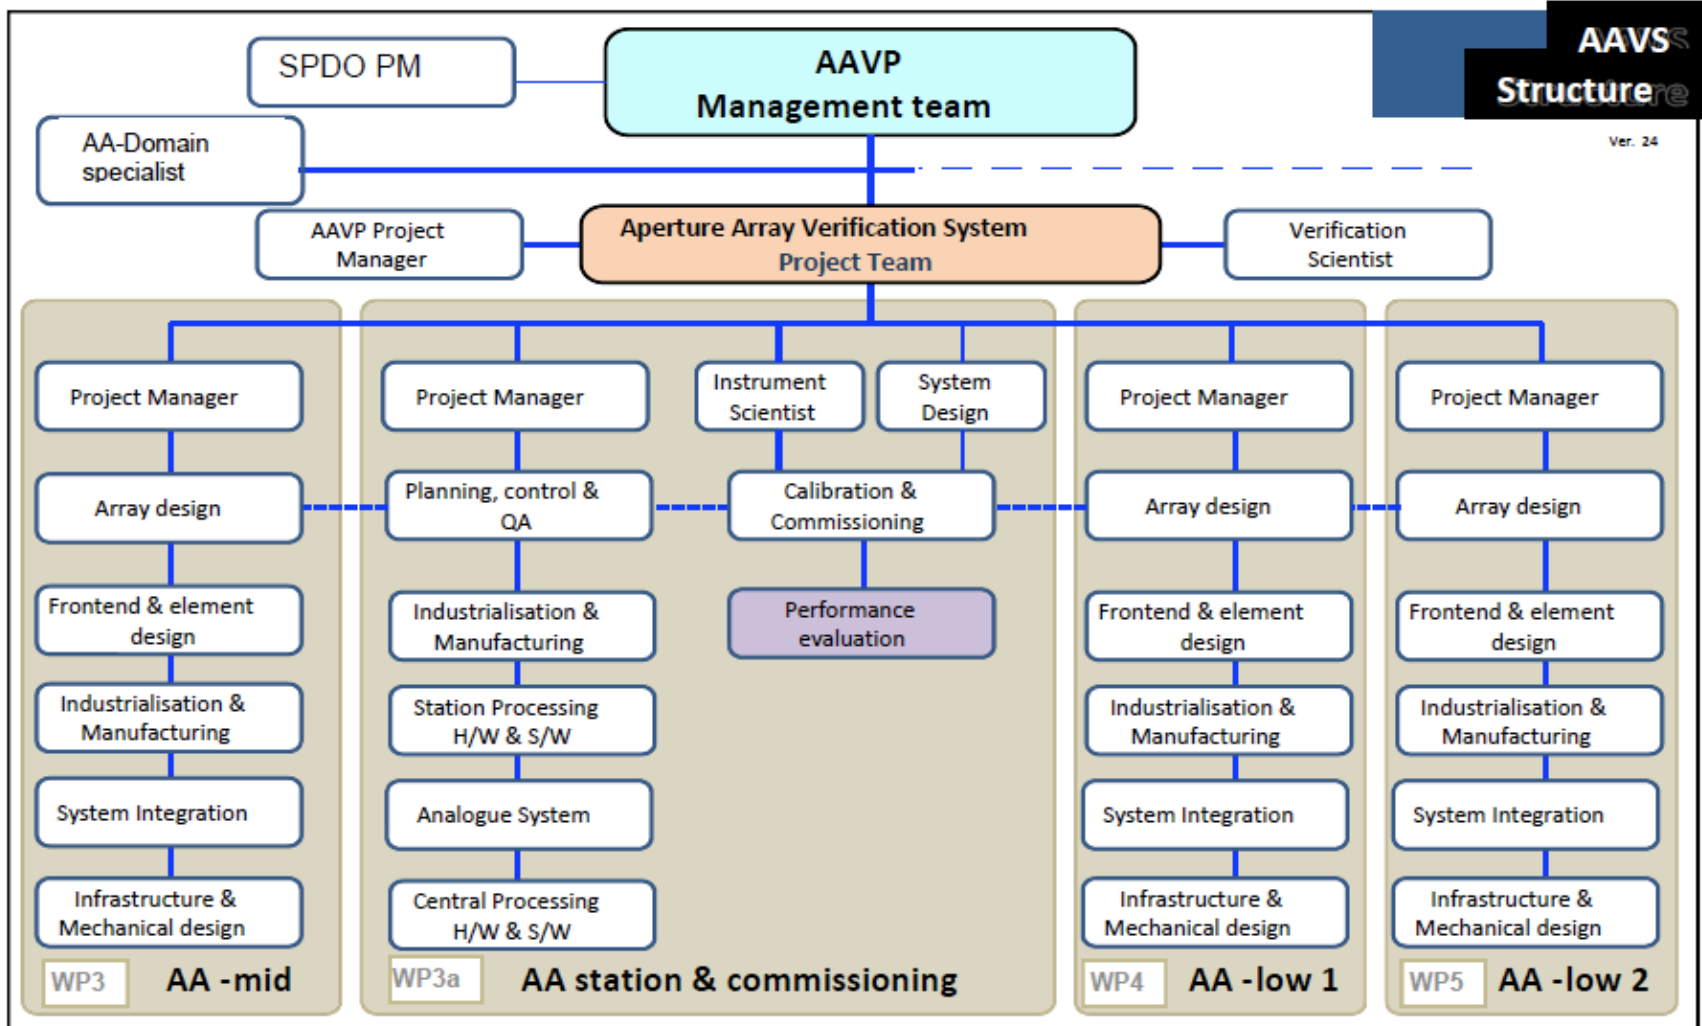 AAVS
Structure
Ver. 24
SPDO PM
AAVP
Management team
AA-Domain
specialist
AAVP Project
Manager
Aperture Array Verification System
Project Team
Verification
Scientist
Project Manager
Array design
Frontend & element
design
Industrialisation &
Manufacturing
System Integration
Infrastructure &
Mechanical design
WP3
AA -mid
Project Manager
Planning, control &
QA
Industrialisation &
Manufacturing
Station Processing
H/W & S/W
Analogue System
Central Processing
H/W & S/W
Instrument
Scientist
System
Design
Calibration &
Commissioning
Performance
evaluation
WP3a
AA station & commissioning
Project Manager
Array design
Frontend & element
design
Industrialisation &
Manufacturing
System Integration
Infrastructure &
Mechanical design
WP4
AA -low 1
Project Manager
Array design
Frontend & element
design
Industrialisation &
Manufacturing
System Integration
Infrastructure &
Mechanical design
WP5
AA -low 2